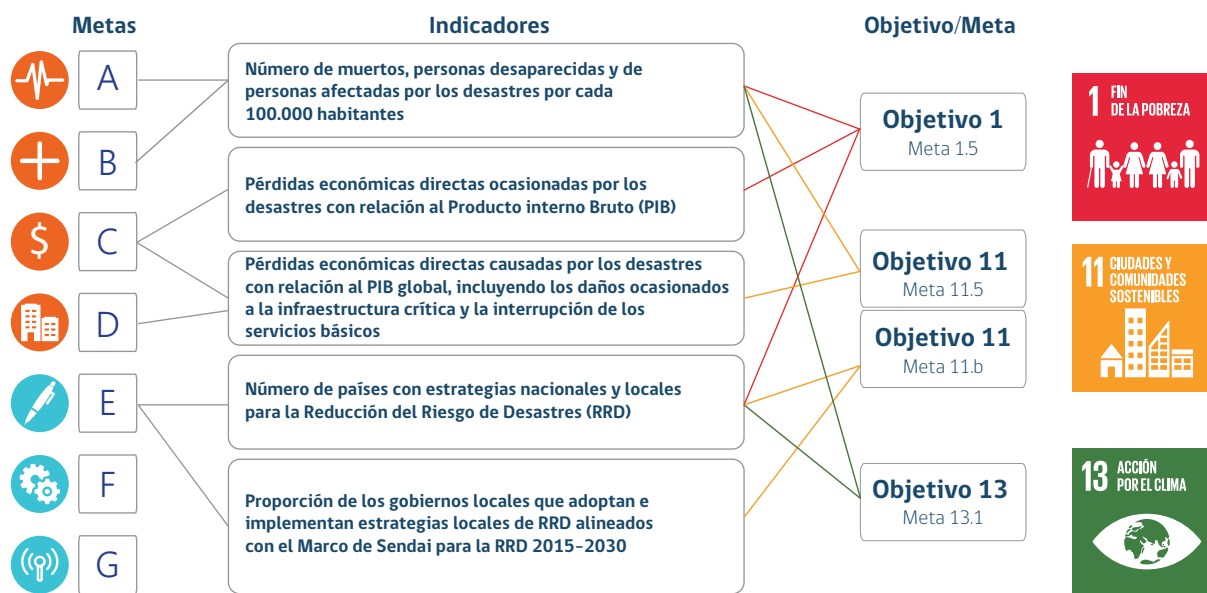 Metas
Indicadores
Objetivo/Meta
A
B
C
D
E
F
G
$
Número de muertos, personas desaparecidas y de
personas afectadas por los desastres por cada
100.000 habitantes
Pérdidas económicas directas ocasionadas por los
desastres con relación al Producto interno Bruto (PIB)
Pérdidas económicas directas causadas por los desastres
con relación al PIB global, incluyendo los daños ocasionados
a la infraestructura crítica y la interrupción de los
servicios básicos
Número de países con estrategias nacionales y locales
para la Reducción del Riesgo de Desastres (RRD)
Proporción de los gobiernos locales que adoptan e
implementan estrategias locales de RRD alineados
con el Marco de Sendai para la RRD 2015-2030
Objetivo 1
Meta 1.5
Objetivo 11
Meta 11.5
Objetivo 11
Meta 11.b
Objetivo 13
Meta 13.1
1 FIN
DE LA POBREZA
11 CIUDADES Y
COMUNIDADES
SOSTENIBLES
13 ACCIÓN
POR EL CLIMA